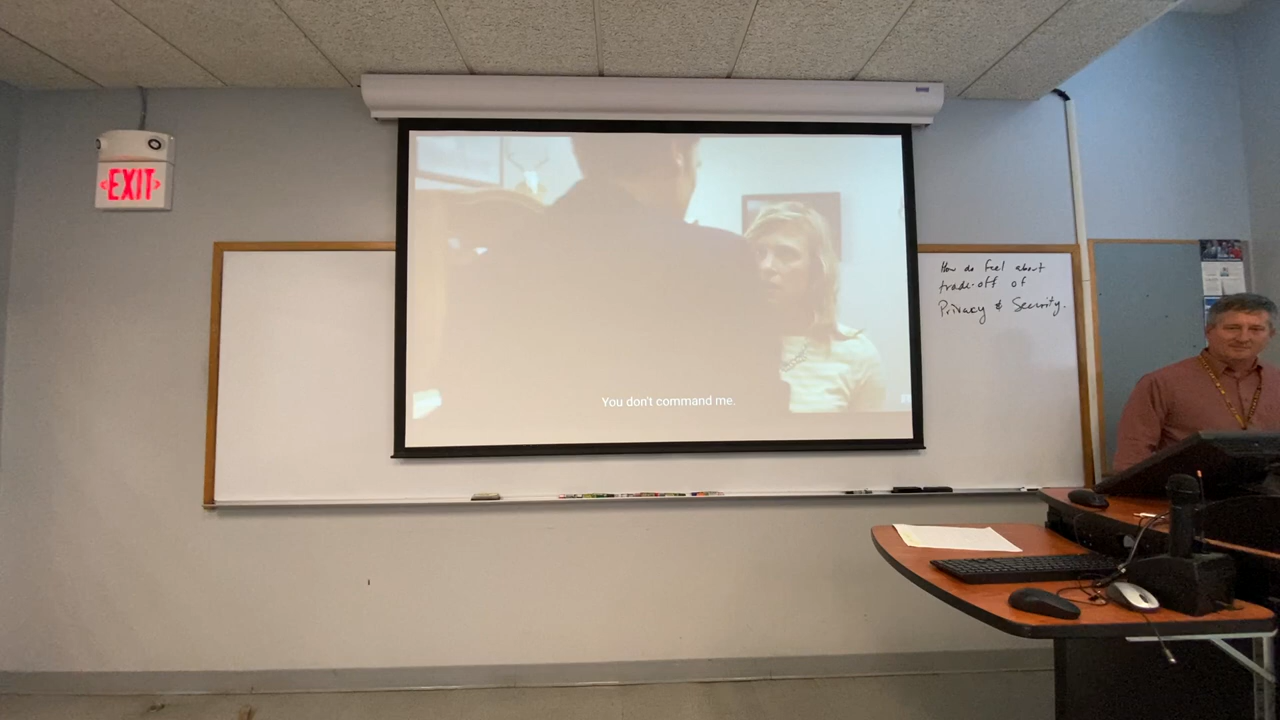 EXIT
How do feel about
trade-off of
Privacy & Security.
You don't command me.